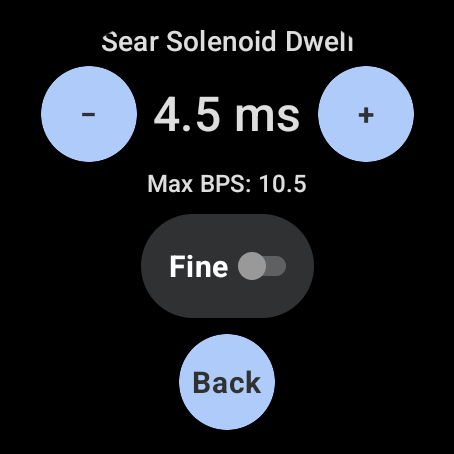 Sear Solenoid Dwell
− 4.5 ms +
Max BPS: 10.5
Fine
Back